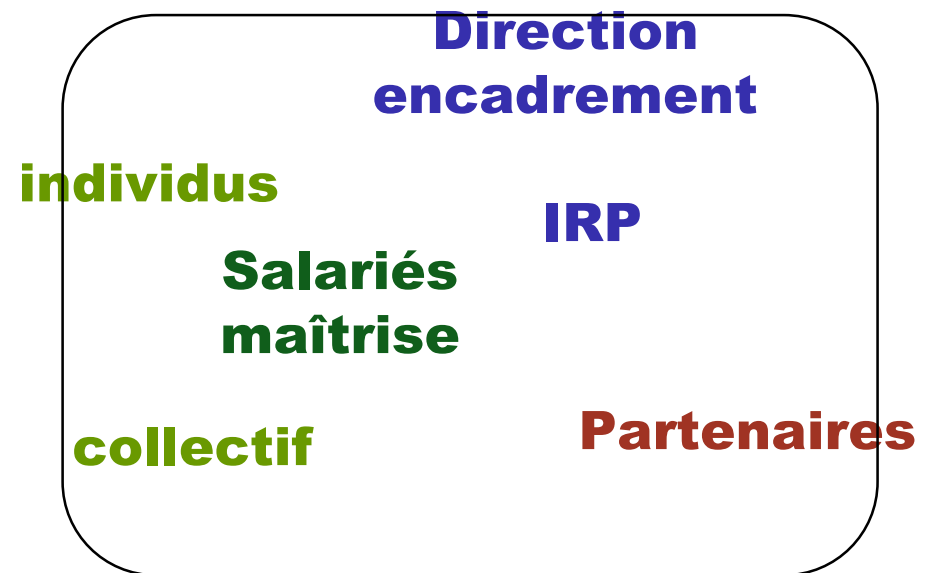 Direction
encadrement
individus
IRP
Salariés
maîtrise
Partenaires
collectif